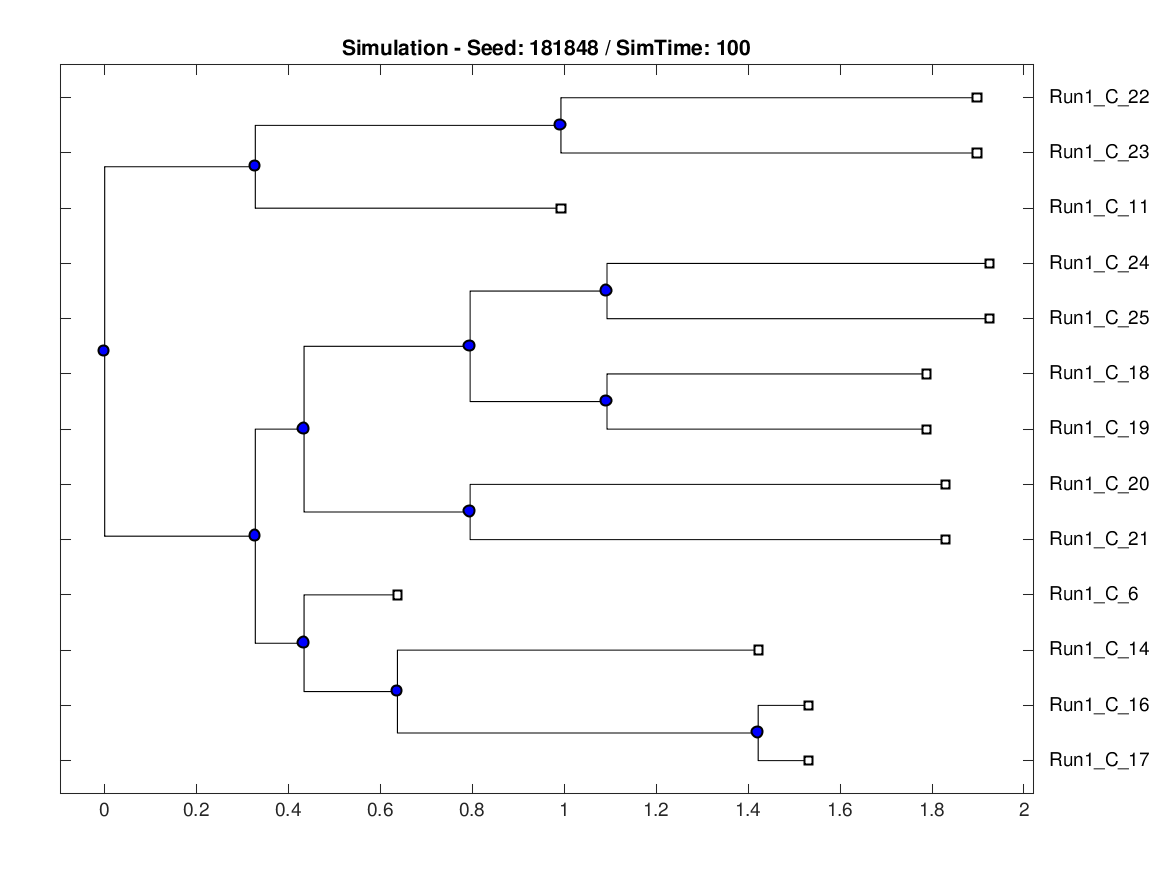 Simulation - Seed: 181848 / SimTime: 100
Run1_C_22
Run1_C_23
Run1_C_11
Run1_C_24
Run1_C_25
Run1_C_18
Run1_C_19
Run1_C_20
Run1_C_21
Run1_C_6
Run1_C_14
Run1_C_16
Run1_C_17
0 0.2 0.4 0.6 0.8 1 1.2 1.4 1.6 1.8 2